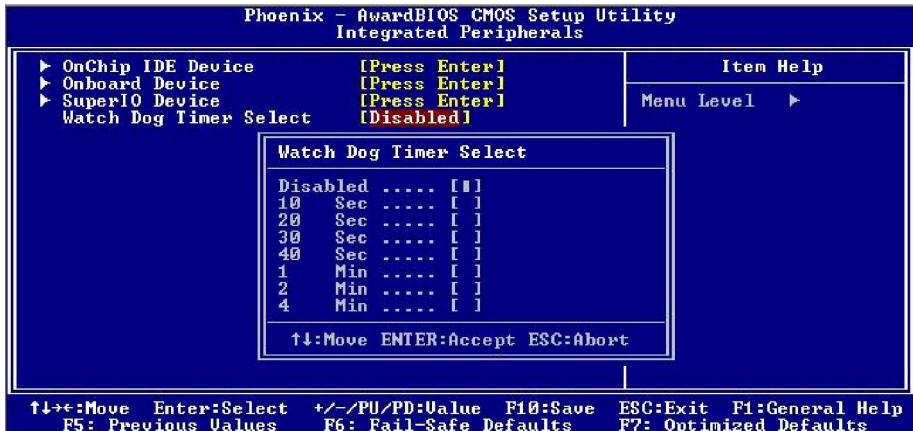 Phoenix - AwardBIOS CMOS Setup Utility
Integrated Peripherals
► OnChip IDE Device [Press Enter]
► Onboard Device [Press Enter]
► SuperIO Device [Press Enter]
Watch Dog Timer Select [Disabled]
Item Help
Menu Level ►
Watch Dog Timer Select
Disabled ..... [■]
10 Sec ..... [ ]
20 Sec ..... [ ]
30 Sec ..... [ ]
40 Sec ..... [ ]
1 Min ..... [ ]
2 Min ..... [ ]
4 Min ..... [ ]
↑↓:Move ENTER:Accept ESC:Abort
↑↓→←:Move Enter:Select +/-/PU/PD:Value F10:Save ESC:Exit F1:General Help
F5: Previous Values F6: Fail-Safe Defaults F7: Optimized Defaults